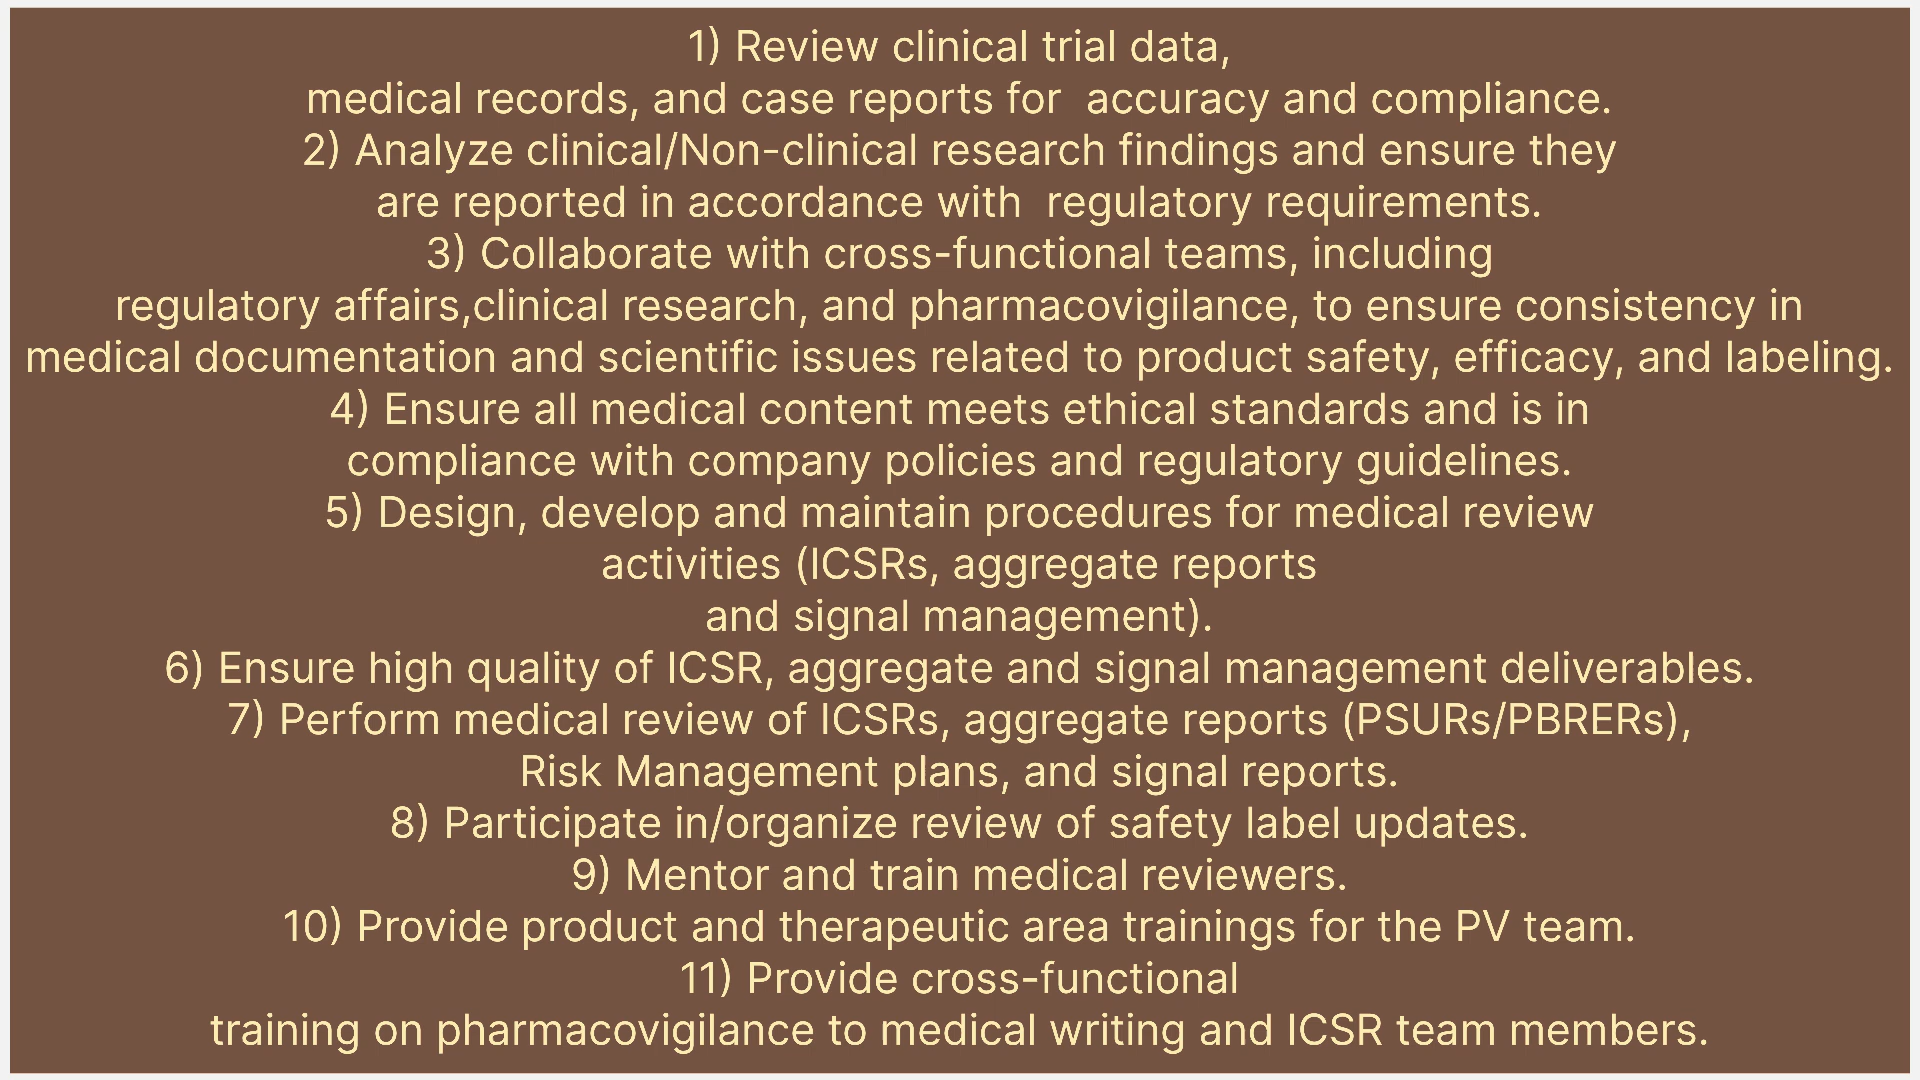 1) Review clinical trial data,
medical records, and case reports for  accuracy and compliance.
2) Analyze clinical/Non-clinical research findings and ensure they
are reported in accordance with  regulatory requirements.
3) Collaborate with cross-functional teams, including
regulatory affairs,clinical research, and pharmacovigilance, to ensure consistency in
medical documentation and scientific issues related to product safety, efficacy, and labeling.
4) Ensure all medical content meets ethical standards and is in
compliance with company policies and regulatory guidelines.
5) Design, develop and maintain procedures for medical review
activities (ICSRs, aggregate reports
and signal management).
6) Ensure high quality of ICSR, aggregate and signal management deliverables.
7) Perform medical review of ICSRs, aggregate reports (PSURs/PBRERs),
Risk Management plans, and signal reports.
8) Participate in/organize review of safety label updates.
9) Mentor and train medical reviewers.
10) Provide product and therapeutic area trainings for the PV team.
11) Provide cross-functional
training on pharmacovigilance to medical writing and ICSR team members.